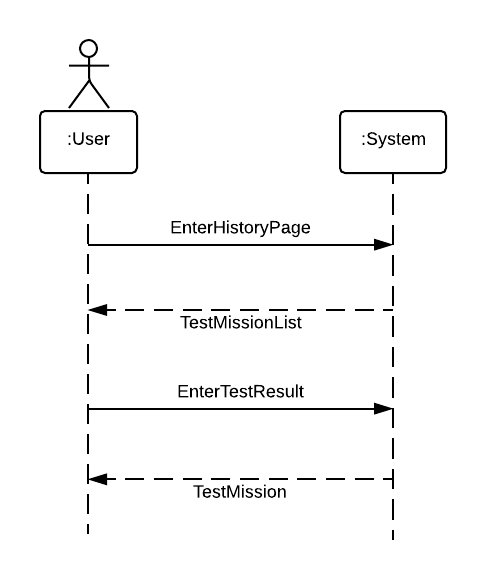 :User
:System
EnterHistoryPage
TestMissionList
EnterTestResult
TestMission